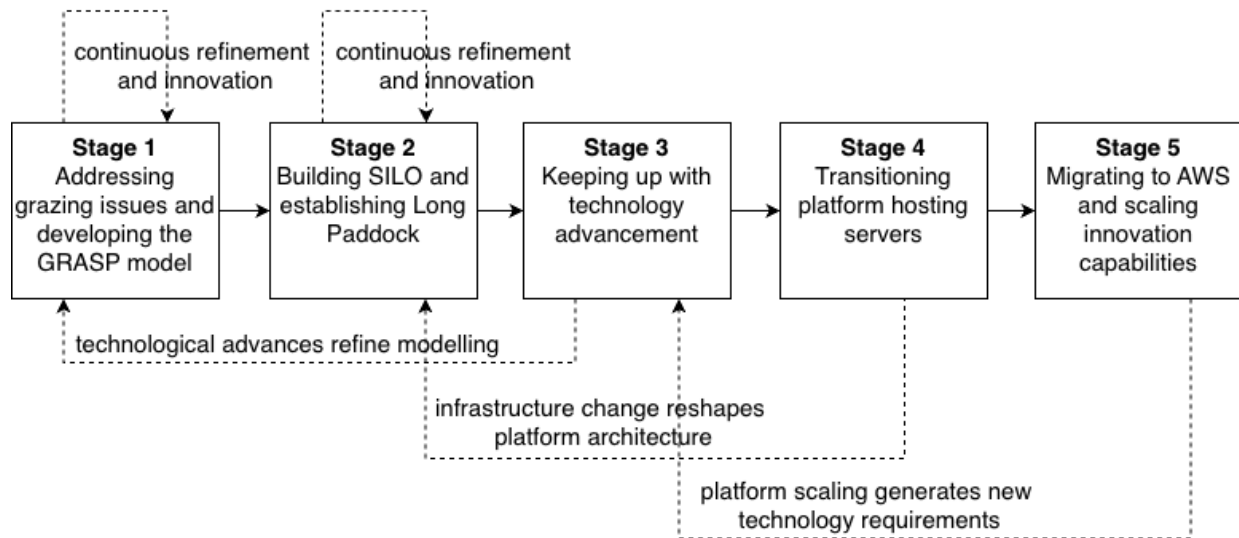 continuous refinement
and innovation
continuous refinement
and innovation
Stage 1
Addressing
grazing issues and
developing the
GRASP model
Stage 2
Building SILO and
establishing Long
Paddock
Stage 3
Keeping up with
technology
advancement
Stage 4
Transitioning
platform hosting
servers
Stage 5
Migrating to AWS
and scaling
innovation
capabilities
technological advances refine modelling
infrastructure change reshapes
platform architecture
platform scaling generates new
technology requirements